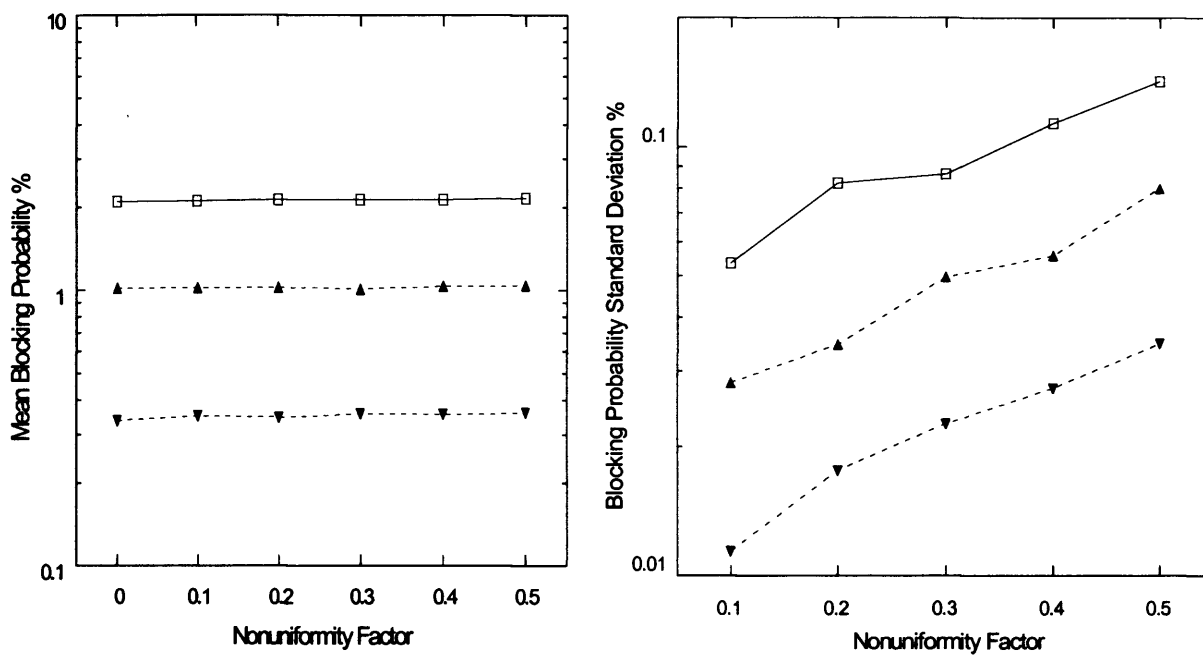 10
1
0.1
Mean Blocking Probability %
0 0.1 0.2 0.3 0.4 0.5
Nonuniformity Factor
0.1
0.01
Blocking Probability Standard Deviation %
0.1 0.2 0.3 0.4 0.5
Nonuniformity Factor